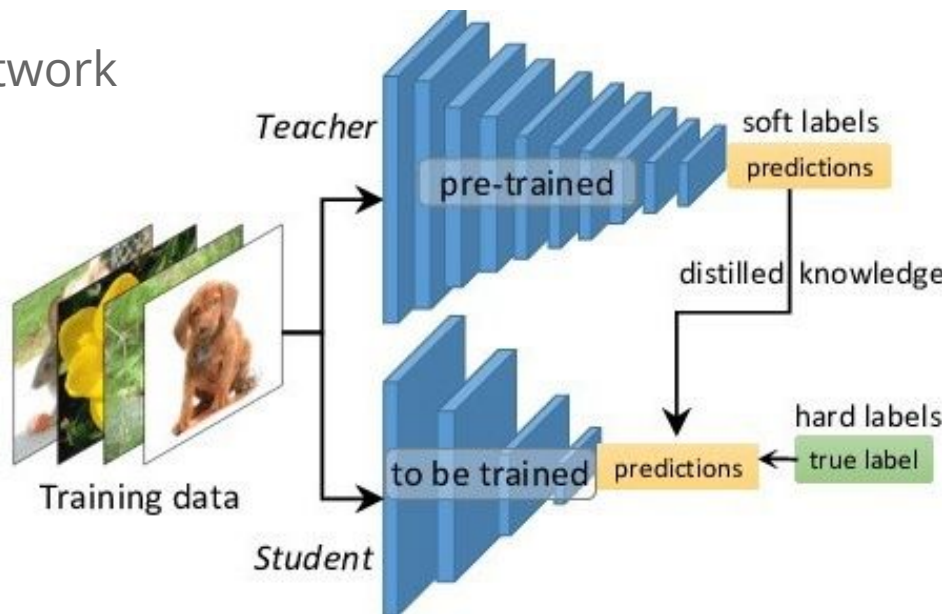 twork
Teacher
soft labels
pre-trained
predictions
distilled knowledge
hard labels
to be trained
predictions
true label
Training data
Student